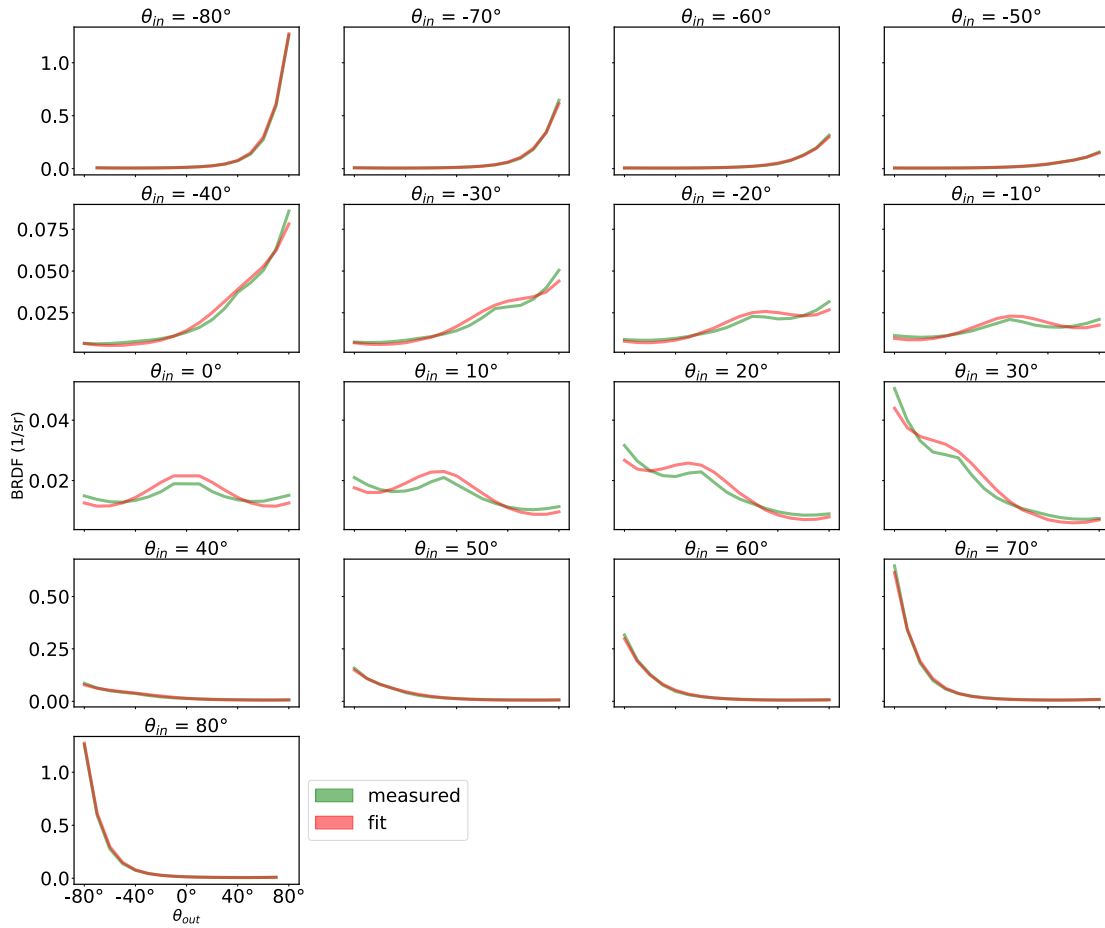 θin = -80° θin = -70° θin = -60° θin = -50°
1.0
0.5
0.0
θin = -40° θin = -30° θin = -20° θin = -10°
0.075
0.050
0.025
θin = 0° θin = 10° θin = 20° θin = 30°
0.04
0.02
BRDF (1/sr)
θin = 40° θin = 50° θin = 60° θin = 70°
0.50
0.25
0.00
θin = 80°
1.0
0.5
0.0
-80° -40° 0° 40° 80°
θout
measured
fit